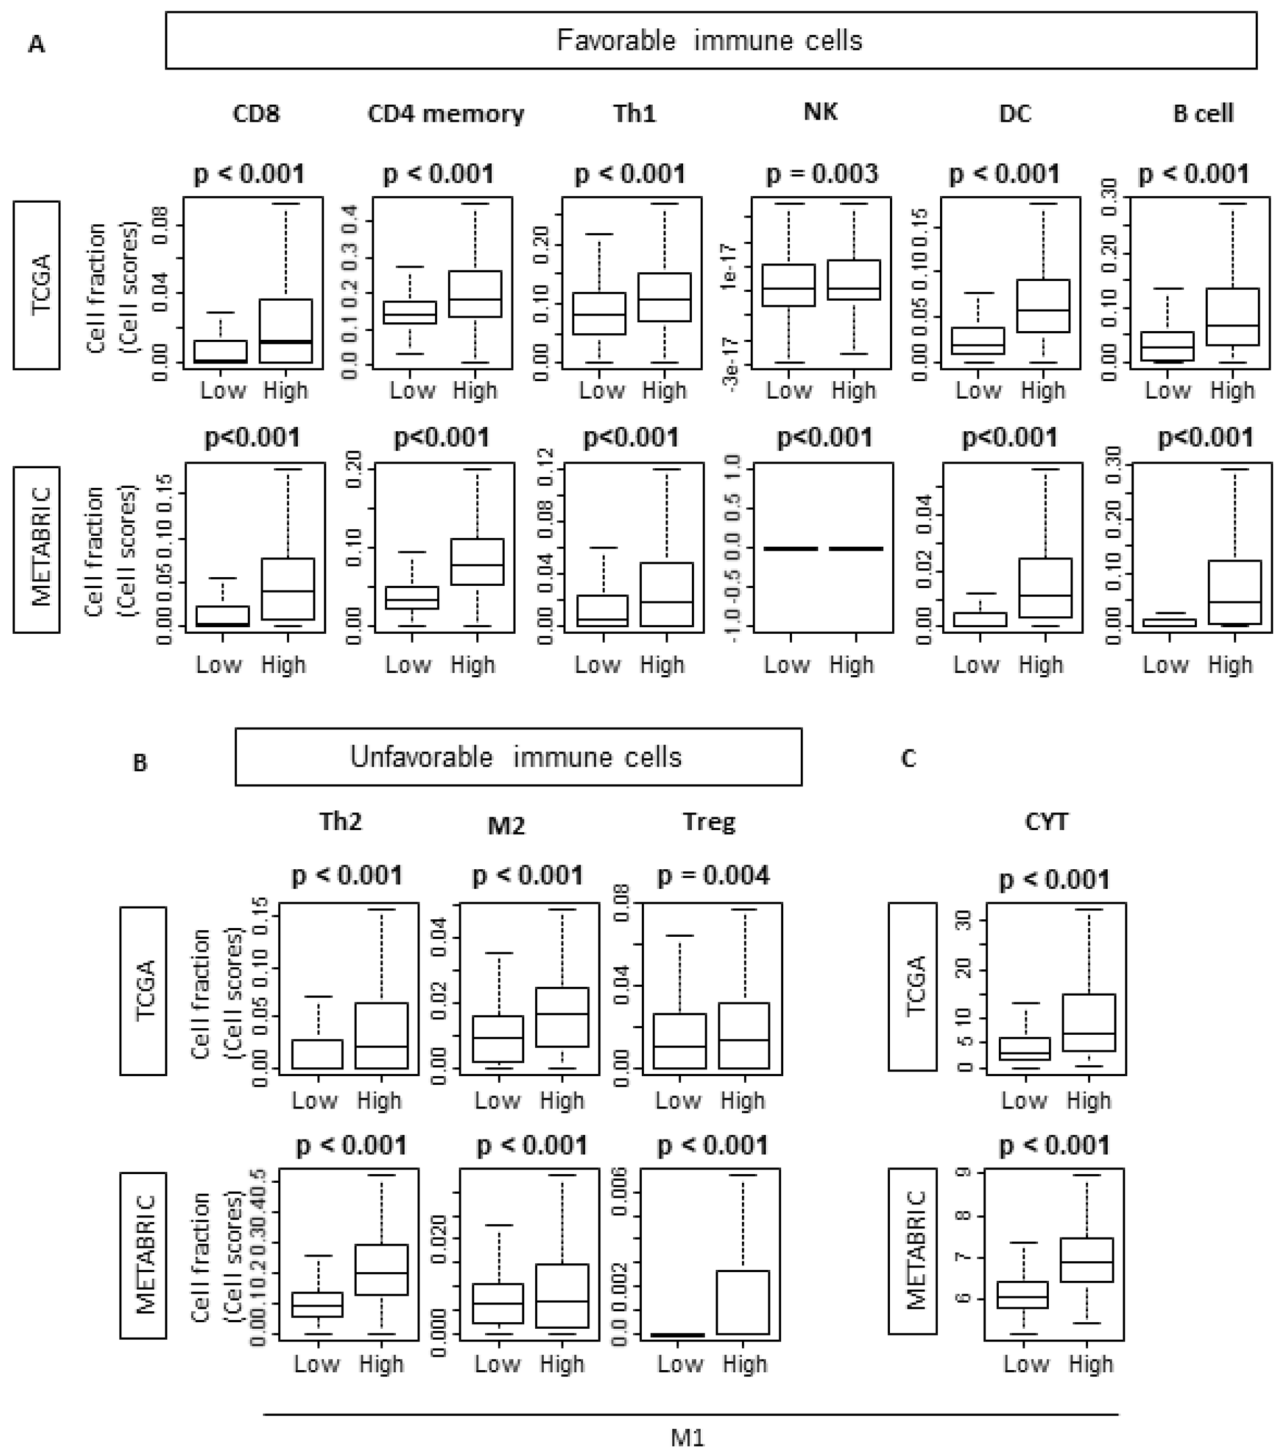 A
Favorable immune cells
CD8 CD4 memory Th1 NK DC B cell
p < 0.001 p < 0.001 p < 0.001 p = 0.003 p < 0.001 p < 0.001
TCGA
Cell fraction
(Cell scores)
0.00 0.04 0.08
0.0 0.1 0.2 0.3 0.4
0.00 0.10 0.20
-3e-17 1e-17
0.00 0.05 0.10 0.15
0.00 0.10 0.20 0.30
Low High Low High Low High Low High Low High Low High
p<0.001 p<0.001 p<0.001 p<0.001 p<0.001 p<0.001
METABRIC
Cell fraction
(Cell scores)
0.00 0.05 0.10 0.15
0.00 0.10 0.20
0.00 0.04 0.08 0.12
-1.0 -0.5 0.0 0.5 1.0
0.00 0.02 0.04
0.00 0.10 0.20 0.30
Low High Low High Low High Low High Low High Low High
B
Unfavorable immune cells
C
Th2 M2 Treg CYT
p < 0.001 p < 0.001 p = 0.004 p < 0.001
TCGA
Cell fraction
(Cell scores)
0.00 0.05 0.10 0.15
0.00 0.02 0.04
0.00 0.04 0.08
TCGA
0 5 10 20 30
Low High Low High Low High Low High
p < 0.001 p < 0.001 p < 0.001 p < 0.001
METABRIC
Cell fraction
(Cell scores)
0.00.10.20.30.40.5
0.000 0.020
0.0 0.002 0.006
METABRIC
6 7 8 9
Low High Low High Low High Low High
M1